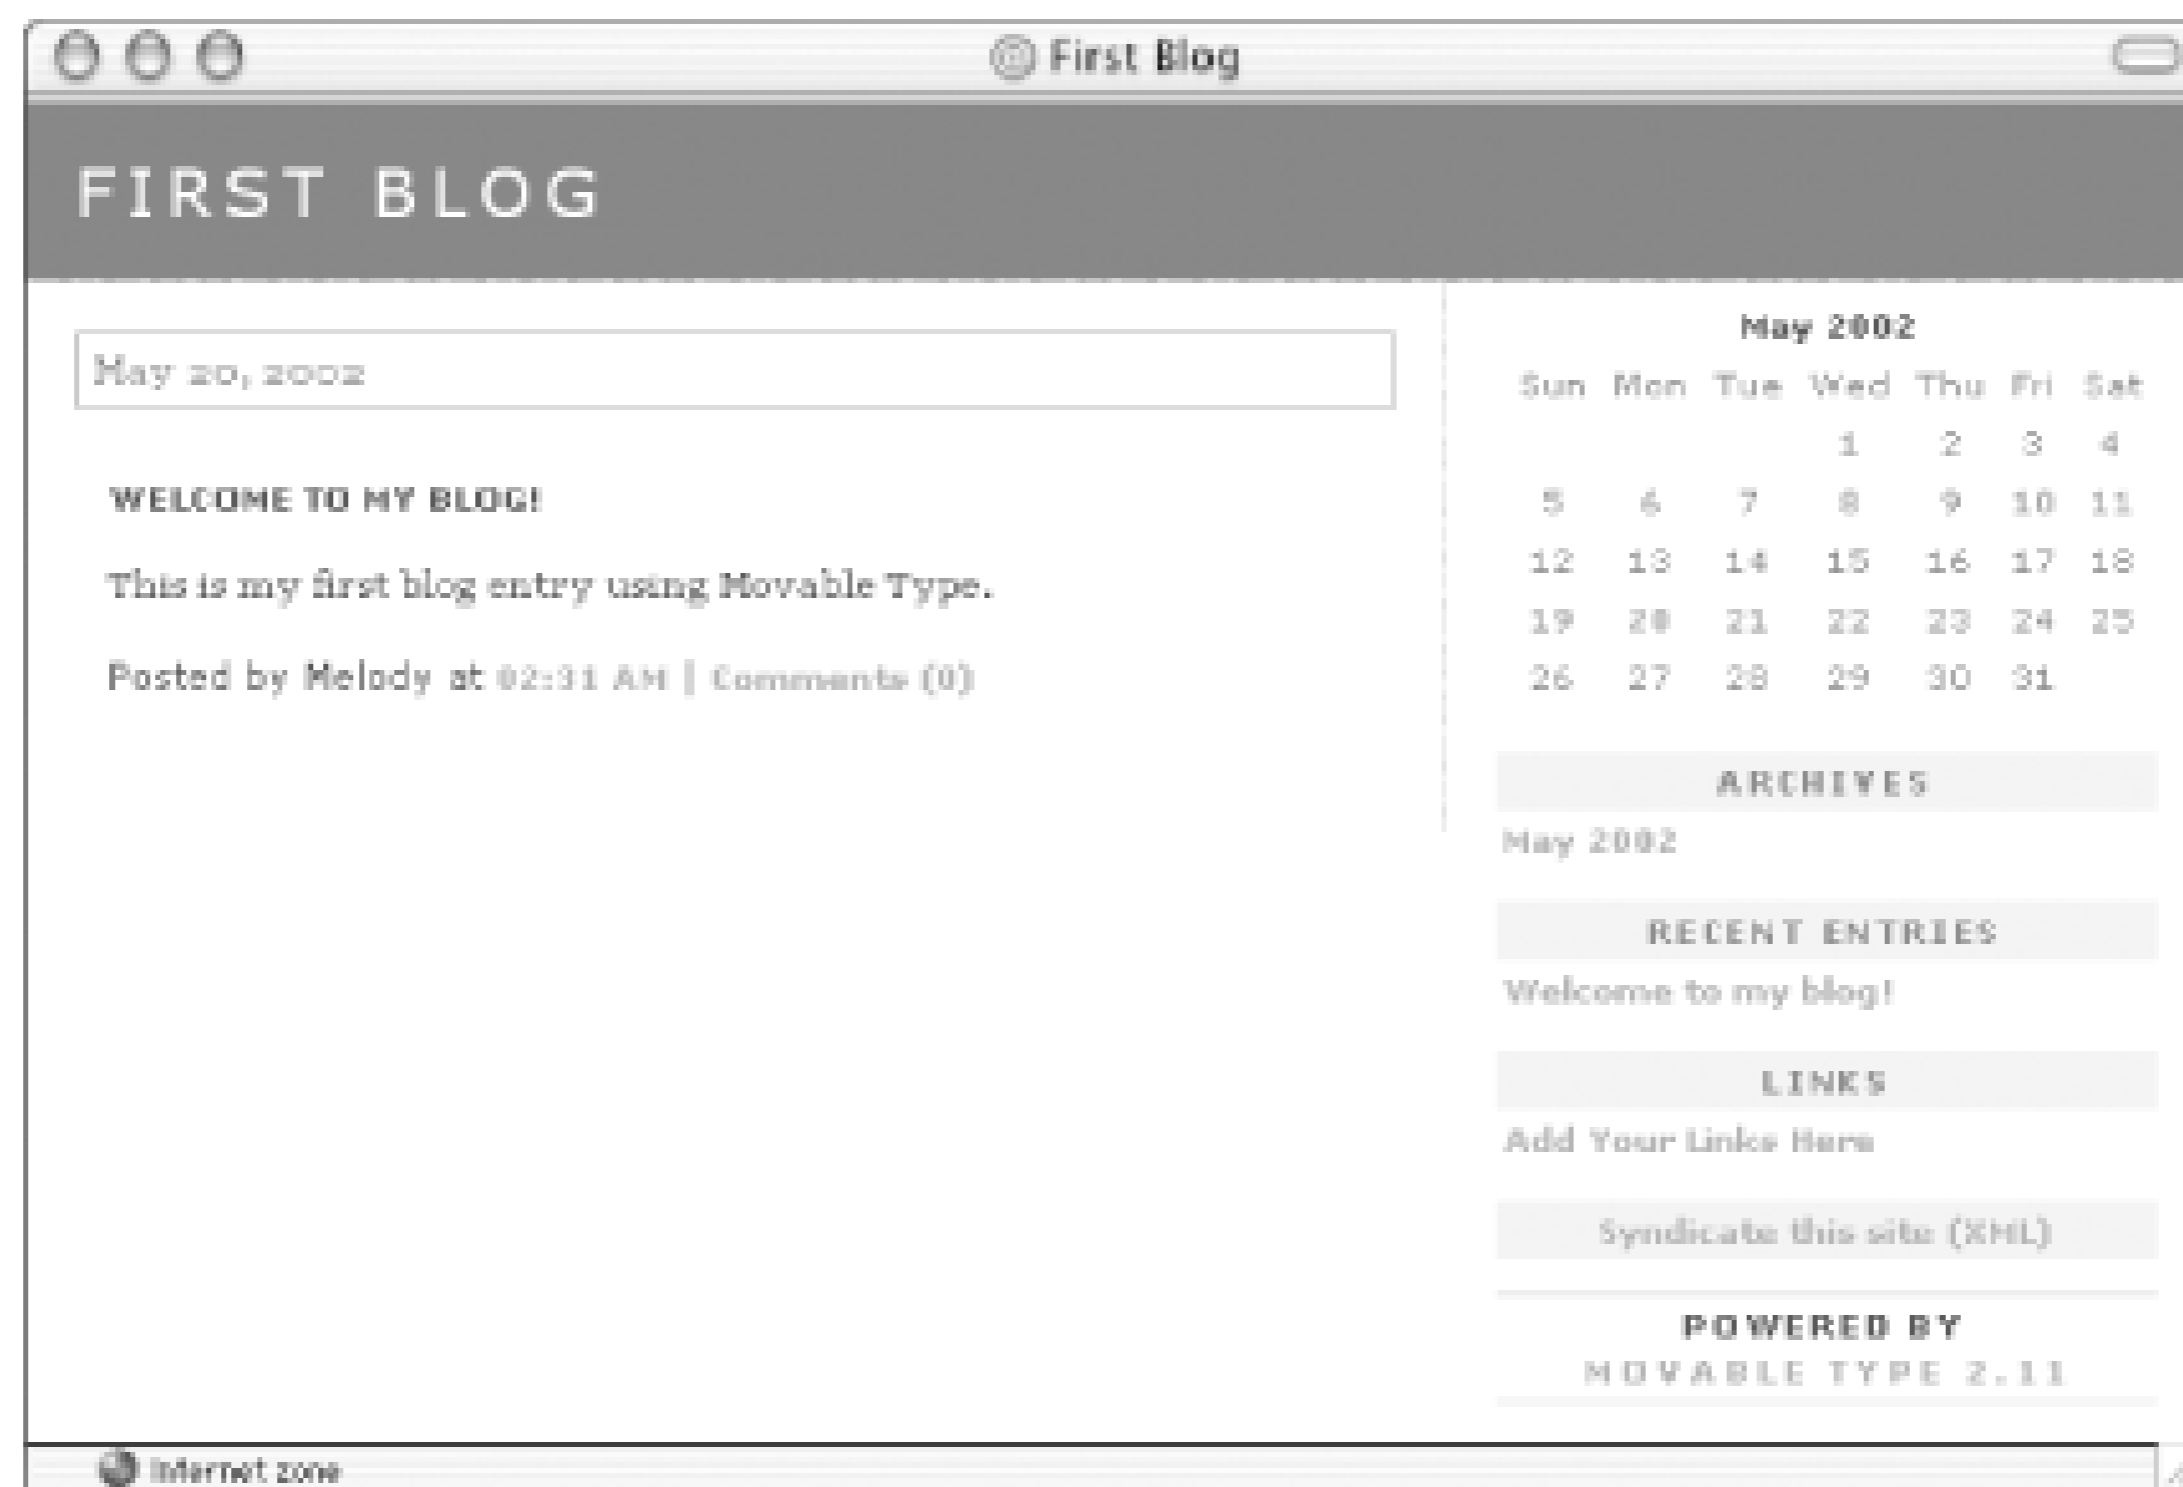 First Blog
FIRST BLOG
May 20, 2002
WELCOME TO MY BLOG!
This is my first blog entry using Movable Type.
Posted by Melody at 02:31 AM | Comments (0)
May 2002
Sun Mon Tue Wed Thu Fri Sat
1 2 3 4
5 6 7 8 9 10 11
12 13 14 15 16 17 18
19 20 21 22 23 24 25
26 27 28 29 30 31
ARCHIVES
May 2002
RECENT ENTRIES
Welcome to my blog!
LINKS
Add Your Links Here
Syndicate this site (XML)
POWERED BY
MOVABLE TYPE 2.11
Internet zone